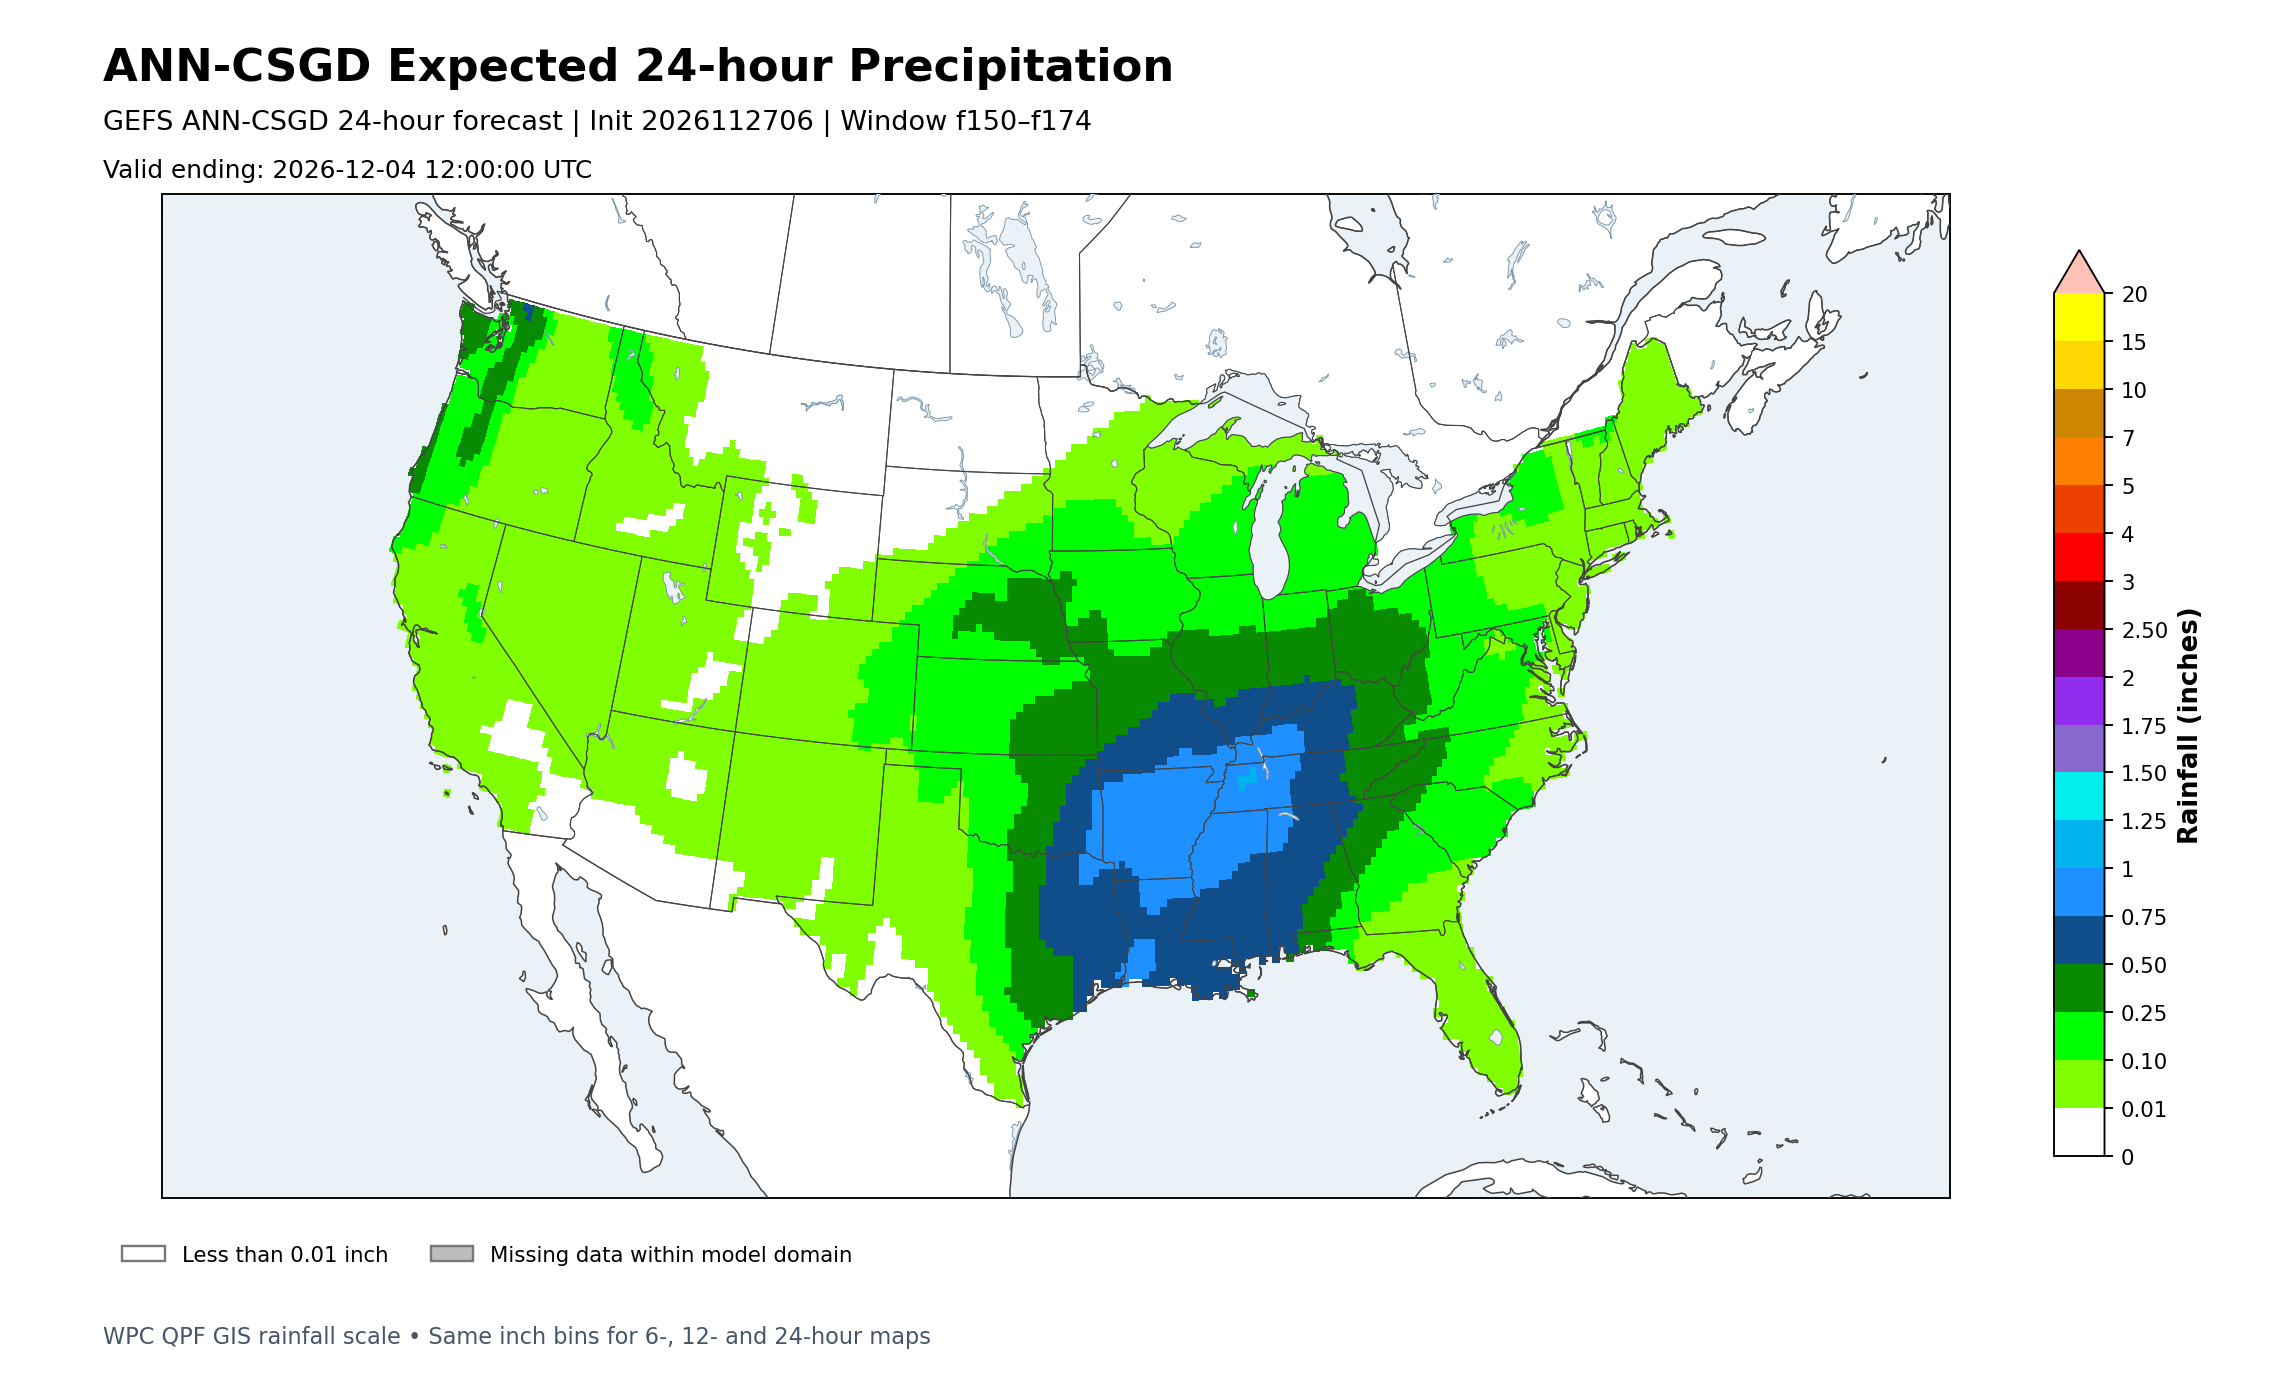 ANN-CSGD Expected 24-hour Precipitation
GEFS ANN-CSGD 24-hour forecast | Init 2026112706 | Window f150–f174
Valid ending: 2026-12-04 12:00:00 UTC
20
15
10
7
5
4
3
2.50
2
1.75
1.50
1.25
1
0.75
0.50
0.25
0.10
0.01
0
Rainfall (inches)
Less than 0.01 inch
Missing data within model domain
WPC QPF GIS rainfall scale • Same inch bins for 6-, 12- and 24-hour maps